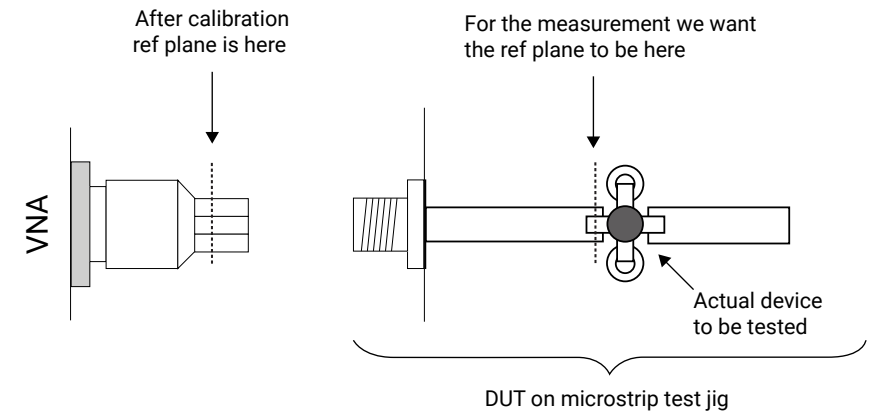 After calibration
ref plane is here
For the measurement we want
the ref plane to be here
VNA
Actual device
to be tested
DUT on microstrip test jig